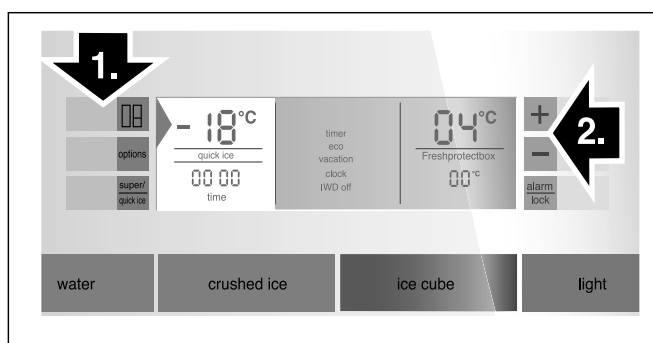 1.
options
super/
quick ice
- 18°C
quick ice
00 00
time
timer
eco
vacation
clock
IWD off
04°C
Freshprotectbox
00°C
+
-
alarm
lock
2.
water
crushed ice
ice cube
light